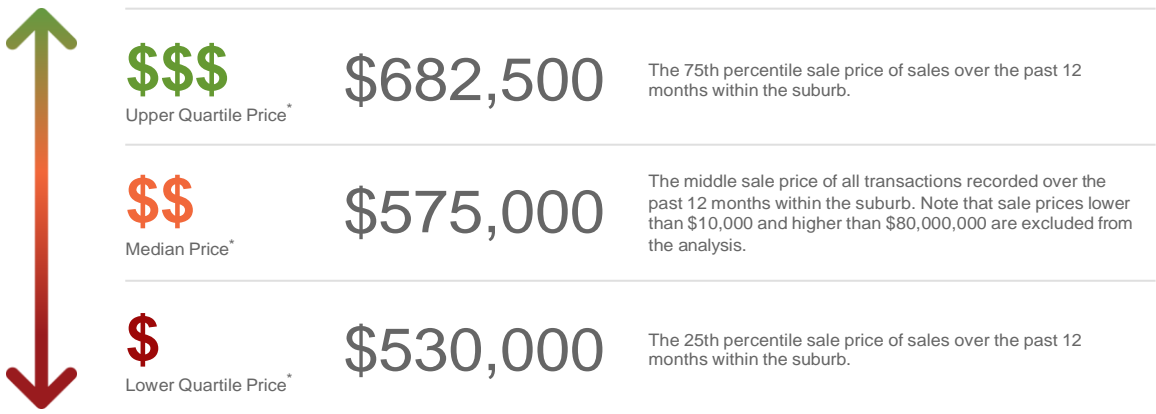 $$$
Upper Quartile Price*
$682,500
The 75th percentile sale price of sales over the past 12
months within the suburb.
$$
Median Price*
$575,000
The middle sale price of all transactions recorded over the
past 12 months within the suburb. Note that sale prices lower
than $10,000 and higher than $80,000,000 are excluded from
the analysis.
$
Lower Quartile Price*
$530,000
The 25th percentile sale price of sales over the past 12
months within the suburb.